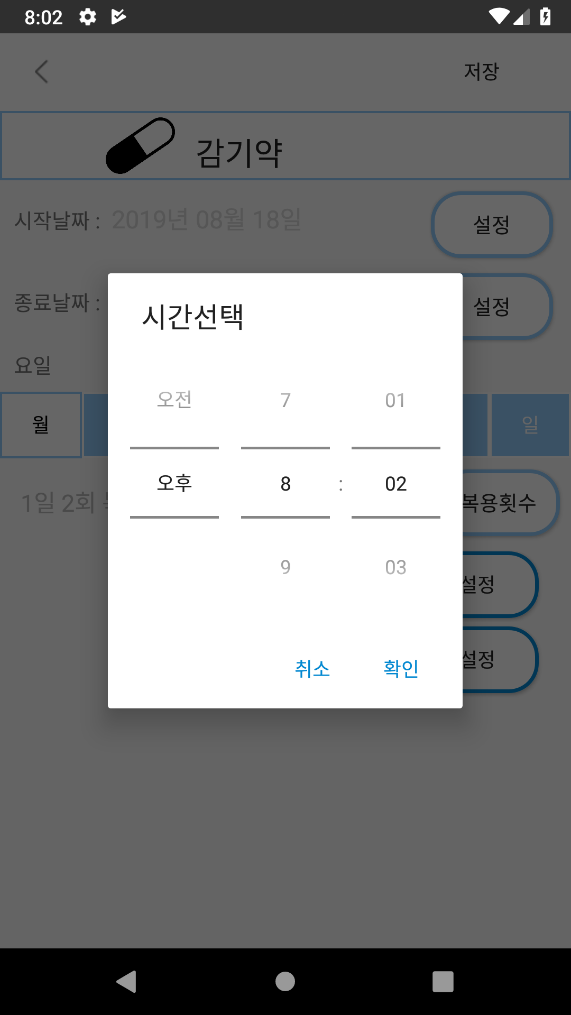 8:02
저장
감기약
시작날짜 : 2019년 08월 18일
설정
종료날짜 :
설정
요일
월
일
1일 2회
복용횟수
설정
설정
시간선택
오전 7 01
오후 8 : 02
9 03
취소 확인